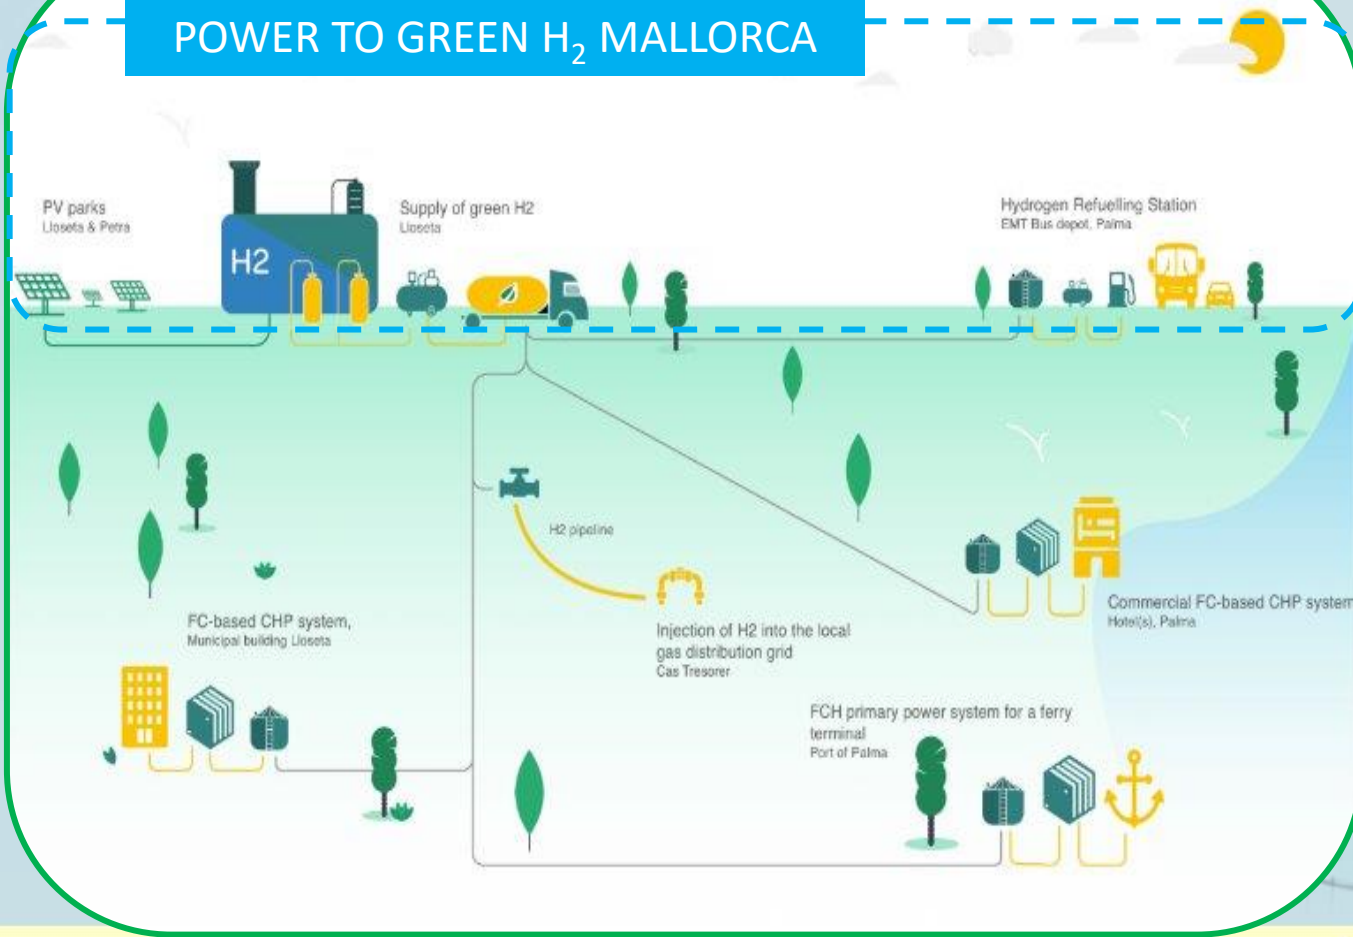 POWER TO GREEN H₂ MALLORCA
PV parks
Lloseta & Petra
H2
Supply of green H2
Lloseta
Hydrogen Refuelling Station
EMT Bus depot, Palma
H2 pipeline
Injection of H2 into the local
gas distribution grid
Cas Tresorer
Commercial FC-based CHP system
Hotel(s), Palma
FC-based CHP system,
Municipal building Lloseta
FCH primary power system for a ferry
terminal
Port of Palma